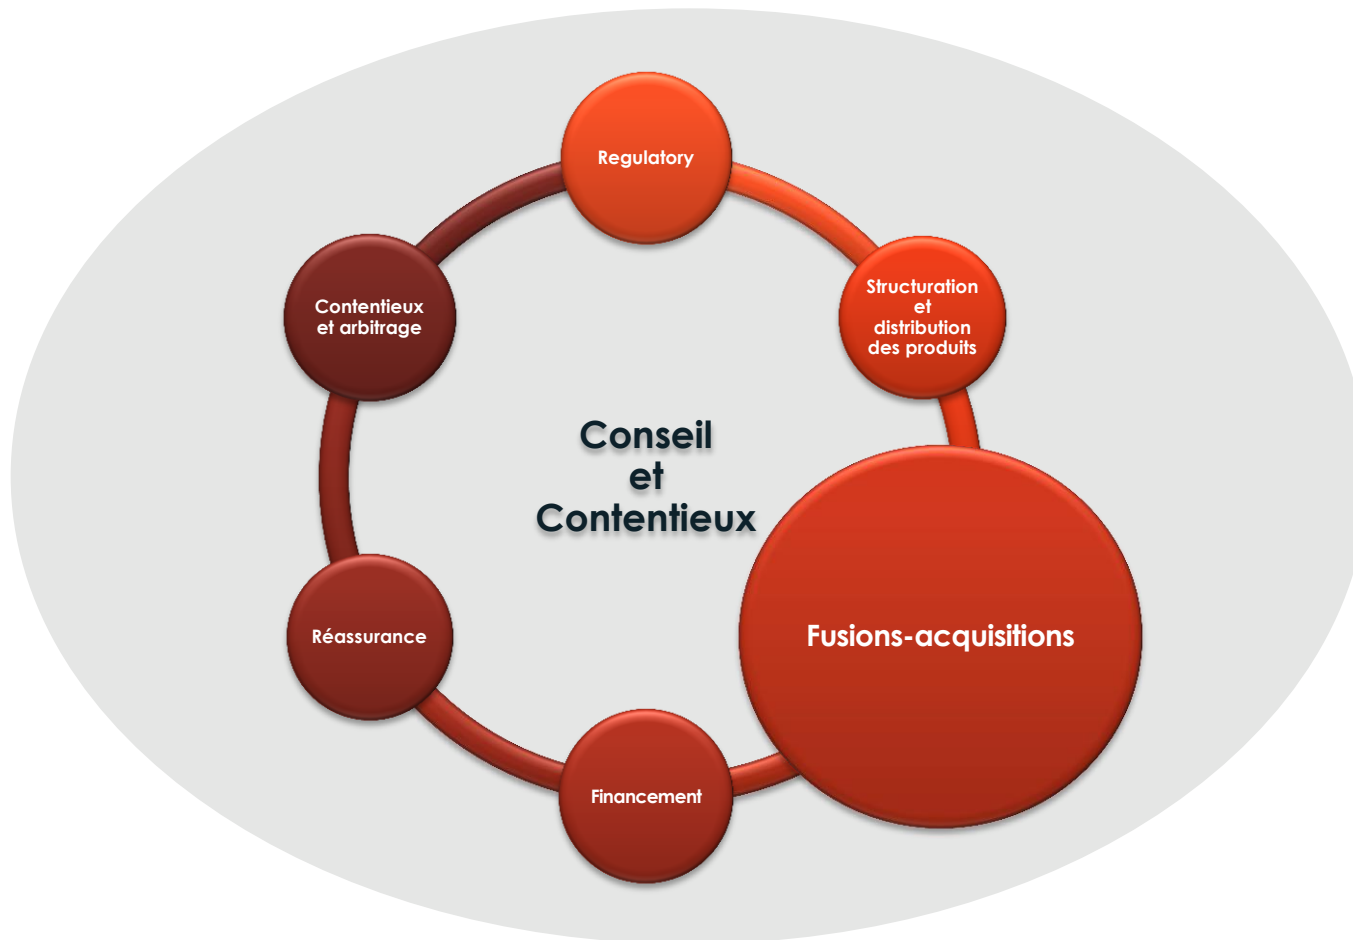 Regulatory
Structuration
et
distribution
des produits
Contentieux
et arbitrage
Conseil
et
Contentieux
Fusions-acquisitions
Réassurance
Financement